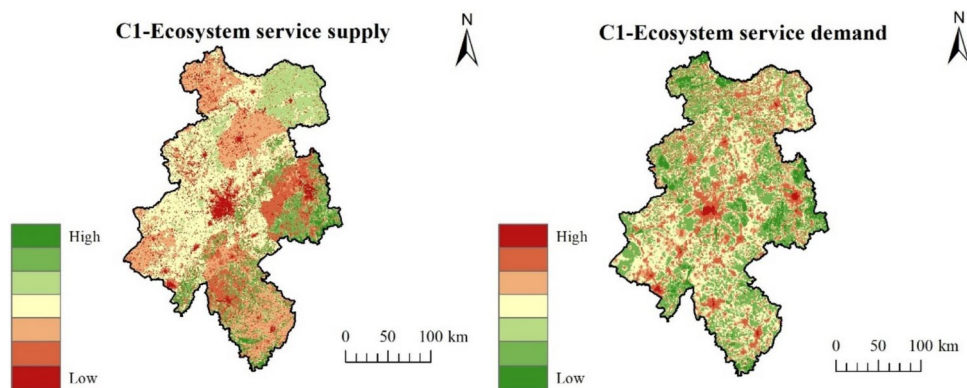 C1-Ecosystem service supply
N
High
Low
0 50 100 km
C1-Ecosystem service demand
N
High
Low
0 50 100 km